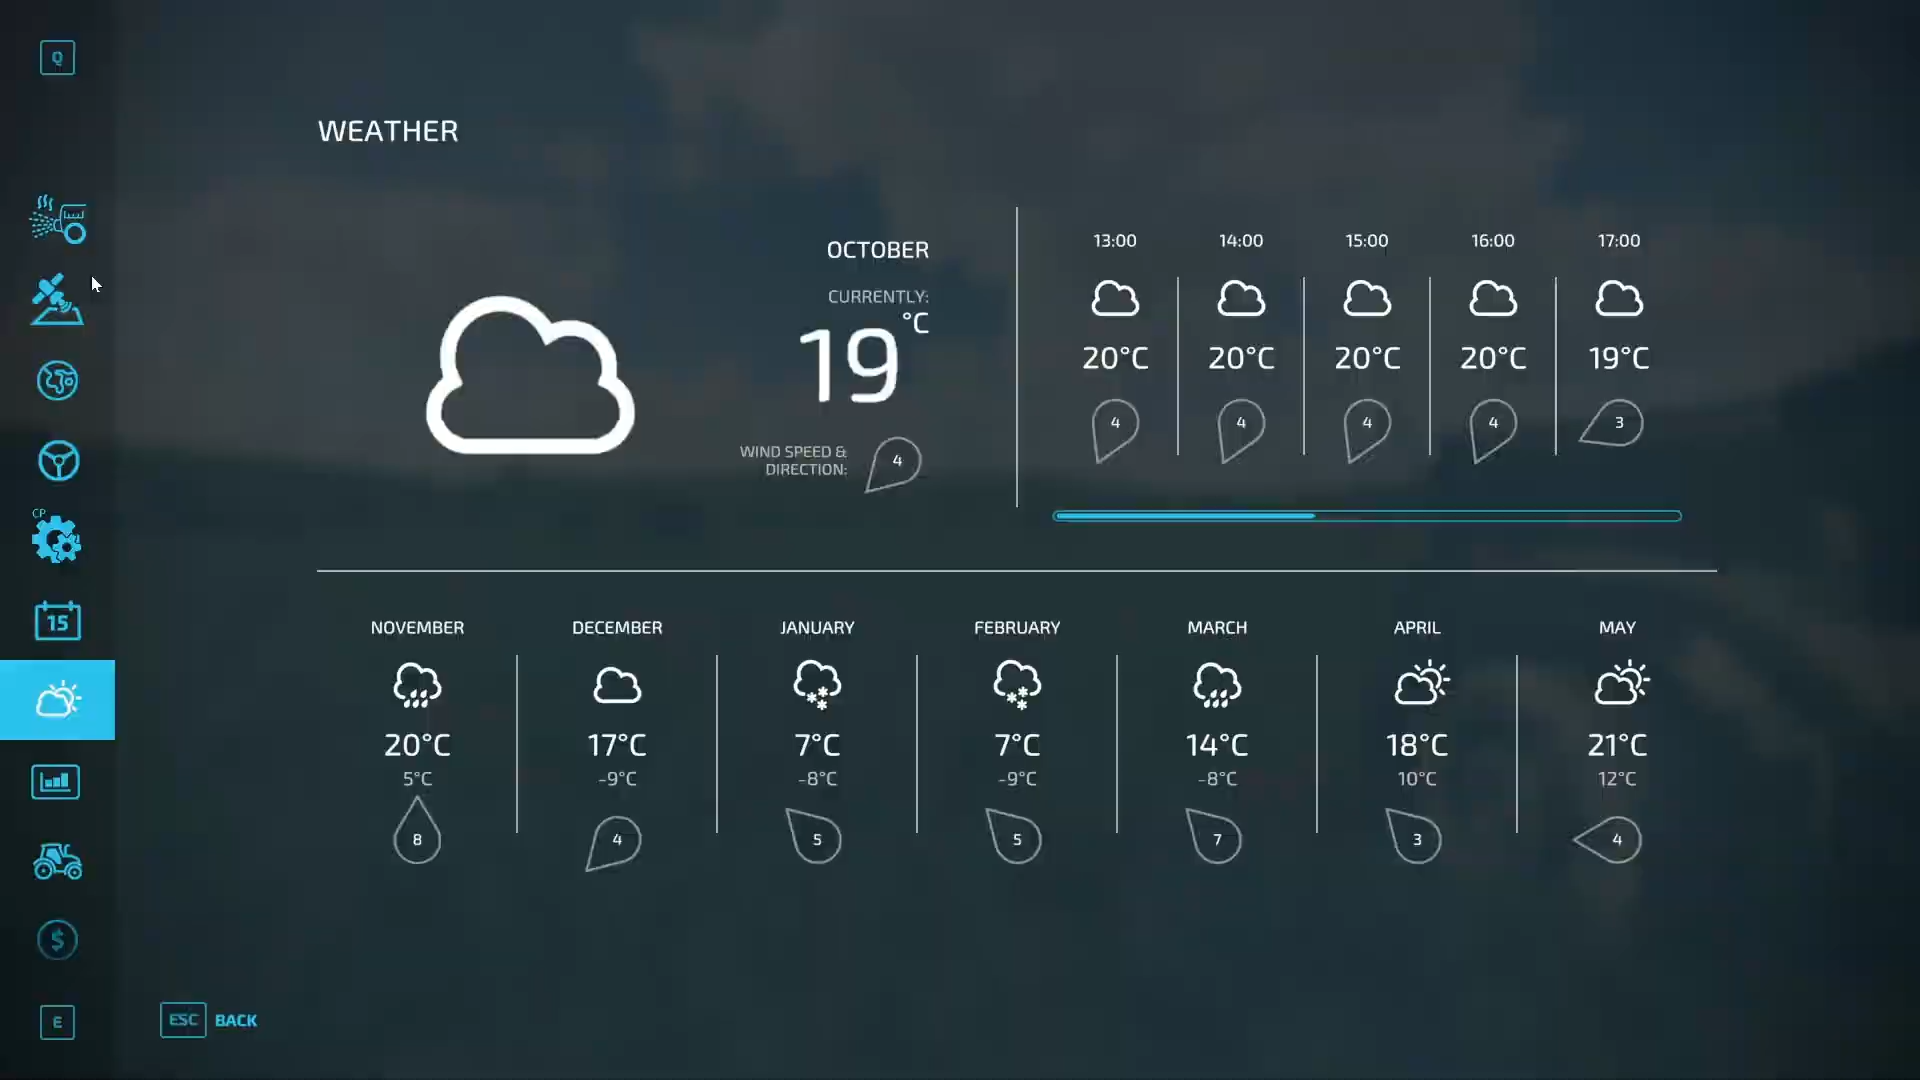 Q
WEATHER
OCTOBER
CURRENTLY:
19°C
WIND SPEED &
DIRECTION:
4
13:00 14:00 15:00 16:00 17:00
20°C 20°C 20°C 20°C 19°C
4 4 4 4 3
CP
15
NOVEMBER DECEMBER JANUARY FEBRUARY MARCH APRIL MAY
20°C 17°C 7°C 7°C 14°C 18°C 21°C
5°C -9°C -8°C -9°C -8°C 10°C 12°C
8 4 5 5 7 3 4
$
E
ESC BACK